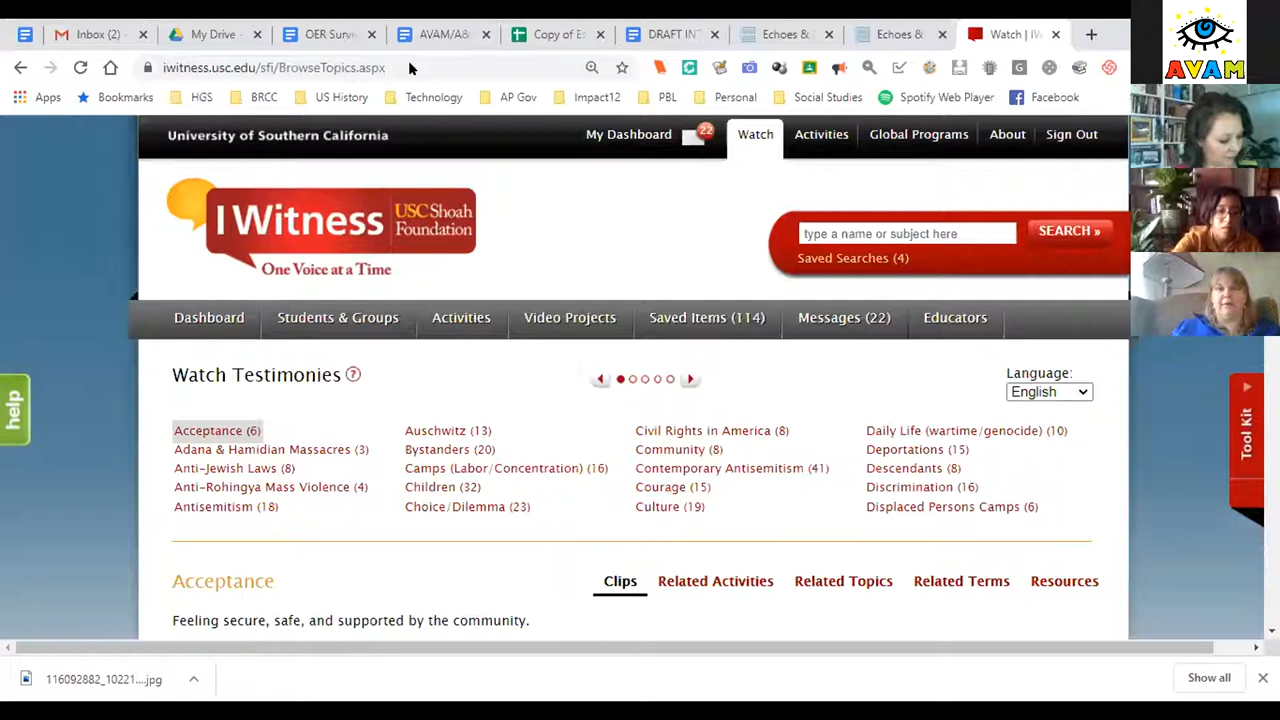 Inbox (2) -
My Drive -
OER Surv
AVAM/A&
Copy of E
DRAFT INT
Echoes &
Echoes &
Watch | IW
AVAM
iwitness.usc.edu/sfi/BrowseTopics.aspx
Apps
Bookmarks
HGS
BRCC
US History
Technology
AP Gov
Impact12
PBL
Personal
Social Studies
Spotify Web Player
Facebook
University of Southern California
My Dashboard
22
Watch
Activities
Global Programs
About
Sign Out
IWitness
USC Shoah
Foundation
One Voice at a Time
type a name or subject here
SEARCH »
Saved Searches (4)
Dashboard
Students & Groups
Activities
Video Projects
Saved Items (114)
Messages (22)
Educators
Watch Testimonies ?
Language:
English
help
Tool Kit
Acceptance (6)
Adana & Hamidian Massacres (3)
Anti-Jewish Laws (8)
Anti-Rohingya Mass Violence (4)
Antisemitism (18)
Auschwitz (13)
Bystanders (20)
Camps (Labor/Concentration) (16)
Children (32)
Choice/Dilemma (23)
Civil Rights in America (8)
Community (8)
Contemporary Antisemitism (41)
Courage (15)
Culture (19)
Daily Life (wartime/genocide) (10)
Deportations (15)
Descendants (8)
Discrimination (16)
Displaced Persons Camps (6)
Acceptance
Clips
Related Activities
Related Topics
Related Terms
Resources
Feeling secure, safe, and supported by the community.
116092882_10221....jpg
Show all